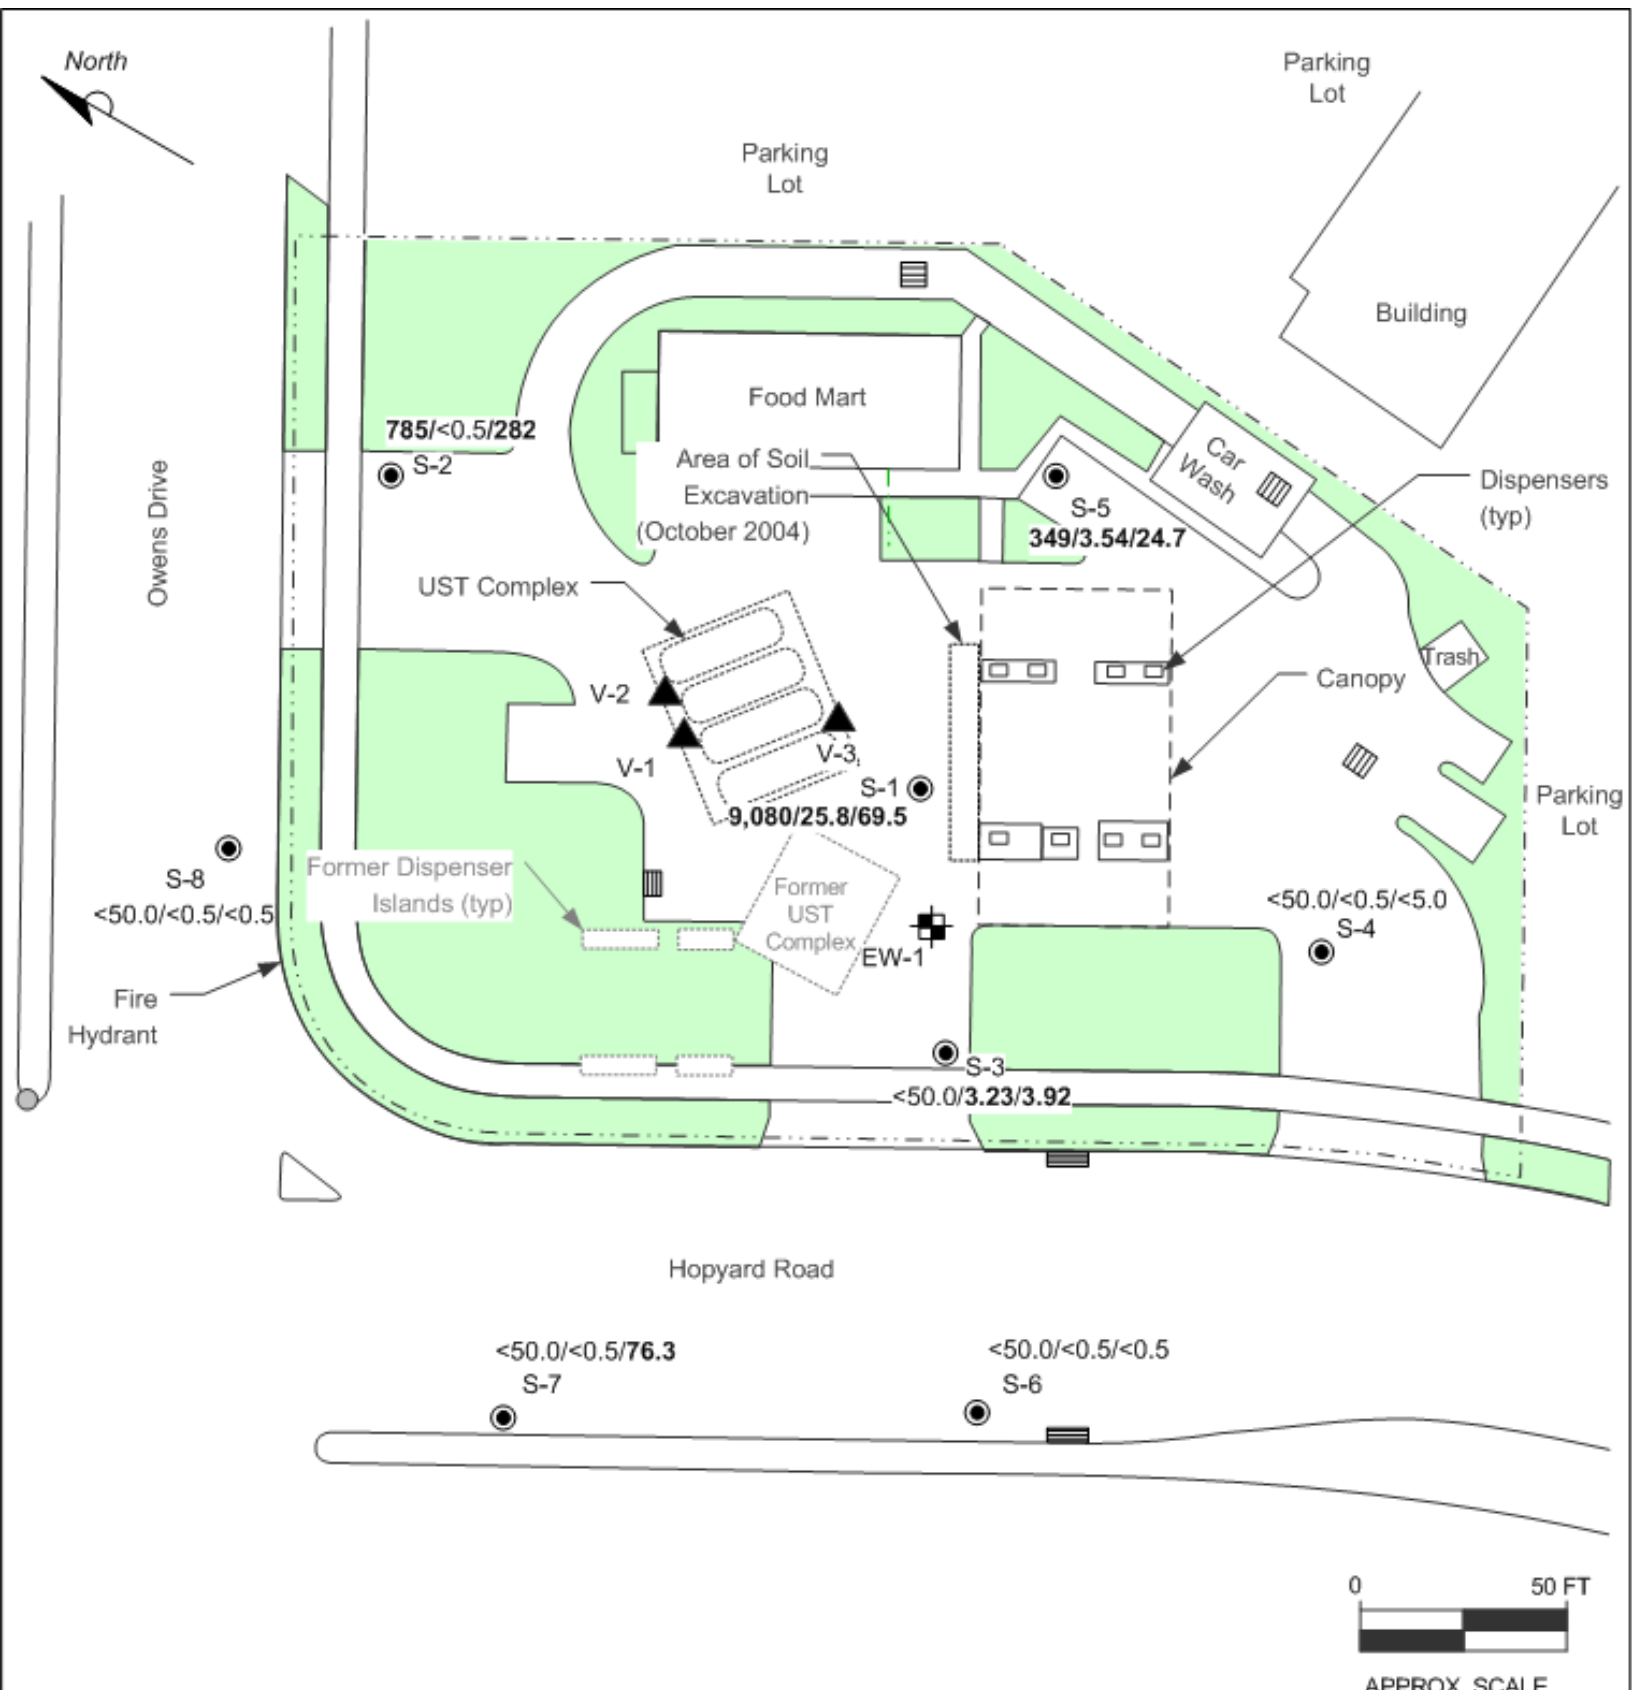 North
Parking
Lot
Parking
Lot
Building
Food Mart
785/<0.5/282
S-2
Area of Soil
Excavation
(October 2004)
Car
Wash
Dispensers
(typ)
S-5
349/3.54/24.7
Owens Drive
UST Complex
Trash
Canopy
V-2
V-1
V-3
S-1
9,080/25.8/69.5
Parking
Lot
S-8
<50.0/<0.5/<0.5
Former Dispenser
Islands (typ)
Former
UST
Complex
EW-1
<50.0/<0.5/<5.0
S-4
Fire
Hydrant
S-3
<50.0/3.23/3.92
Hopyard Road
<50.0/<0.5/76.3
S-7
<50.0/<0.5/<0.5
S-6
0 50 FT
APPROX. SCALE